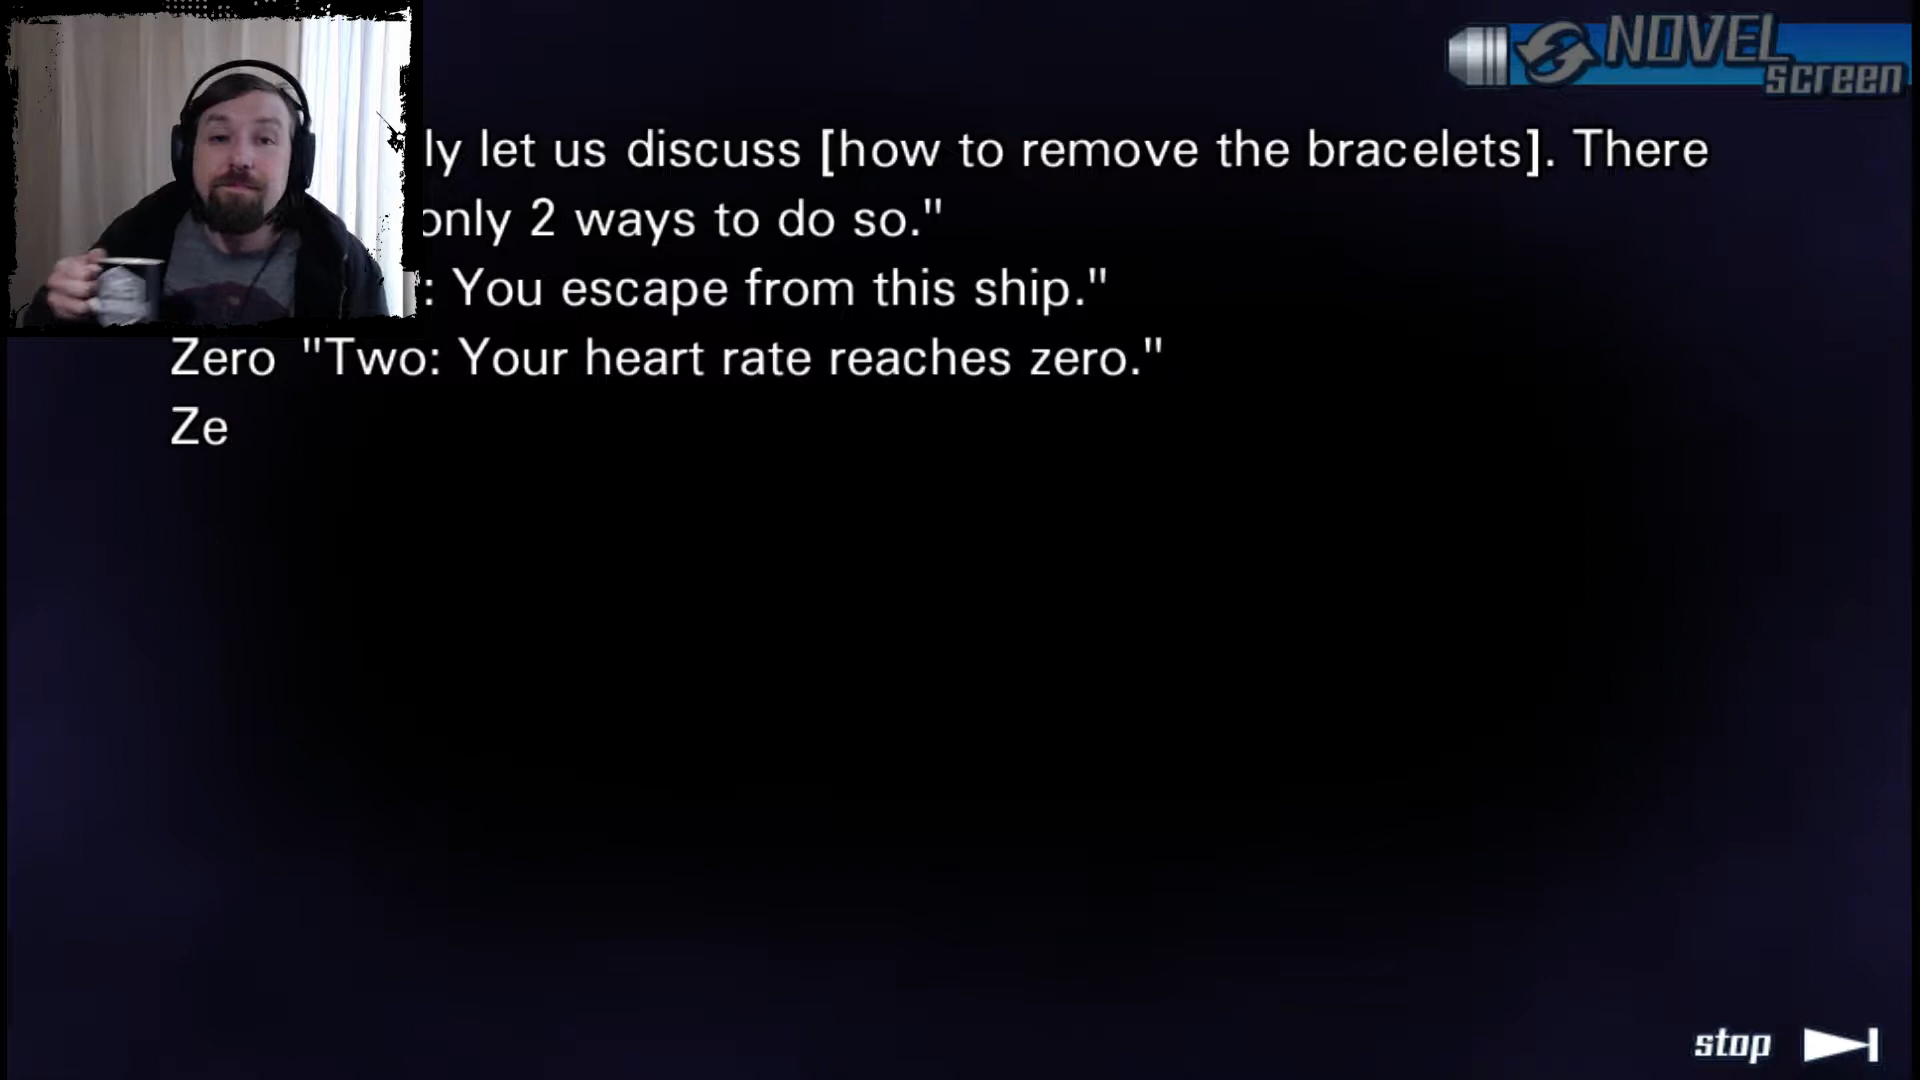 NOVEL
screen
ly let us discuss [how to remove the bracelets]. There
only 2 ways to do so."
: You escape from this ship."
Zero "Two: Your heart rate reaches zero."
Ze
stop